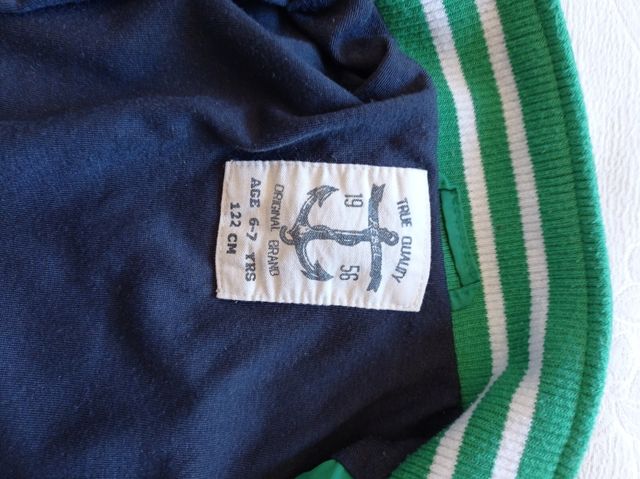 TRUE QUALITY
19 56
ORIGINAL BRAND
AGE 6-7 YRS
122 CM